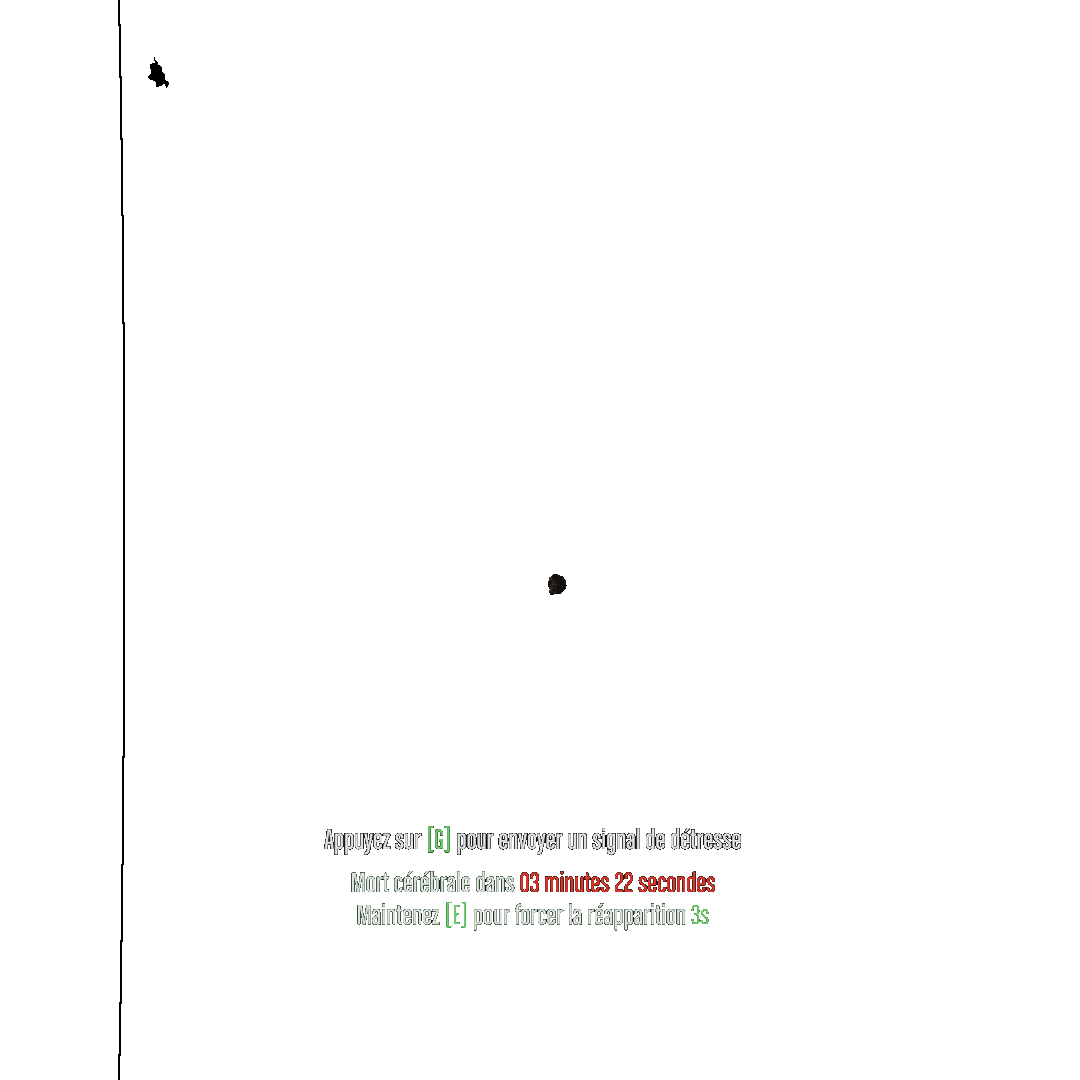 Appuyez sur [G] pour envoyer un signal de détresse
Mort cérébrale dans 03 minutes 22 secondes
Maintenez [E] pour forcer la réapparition 3s